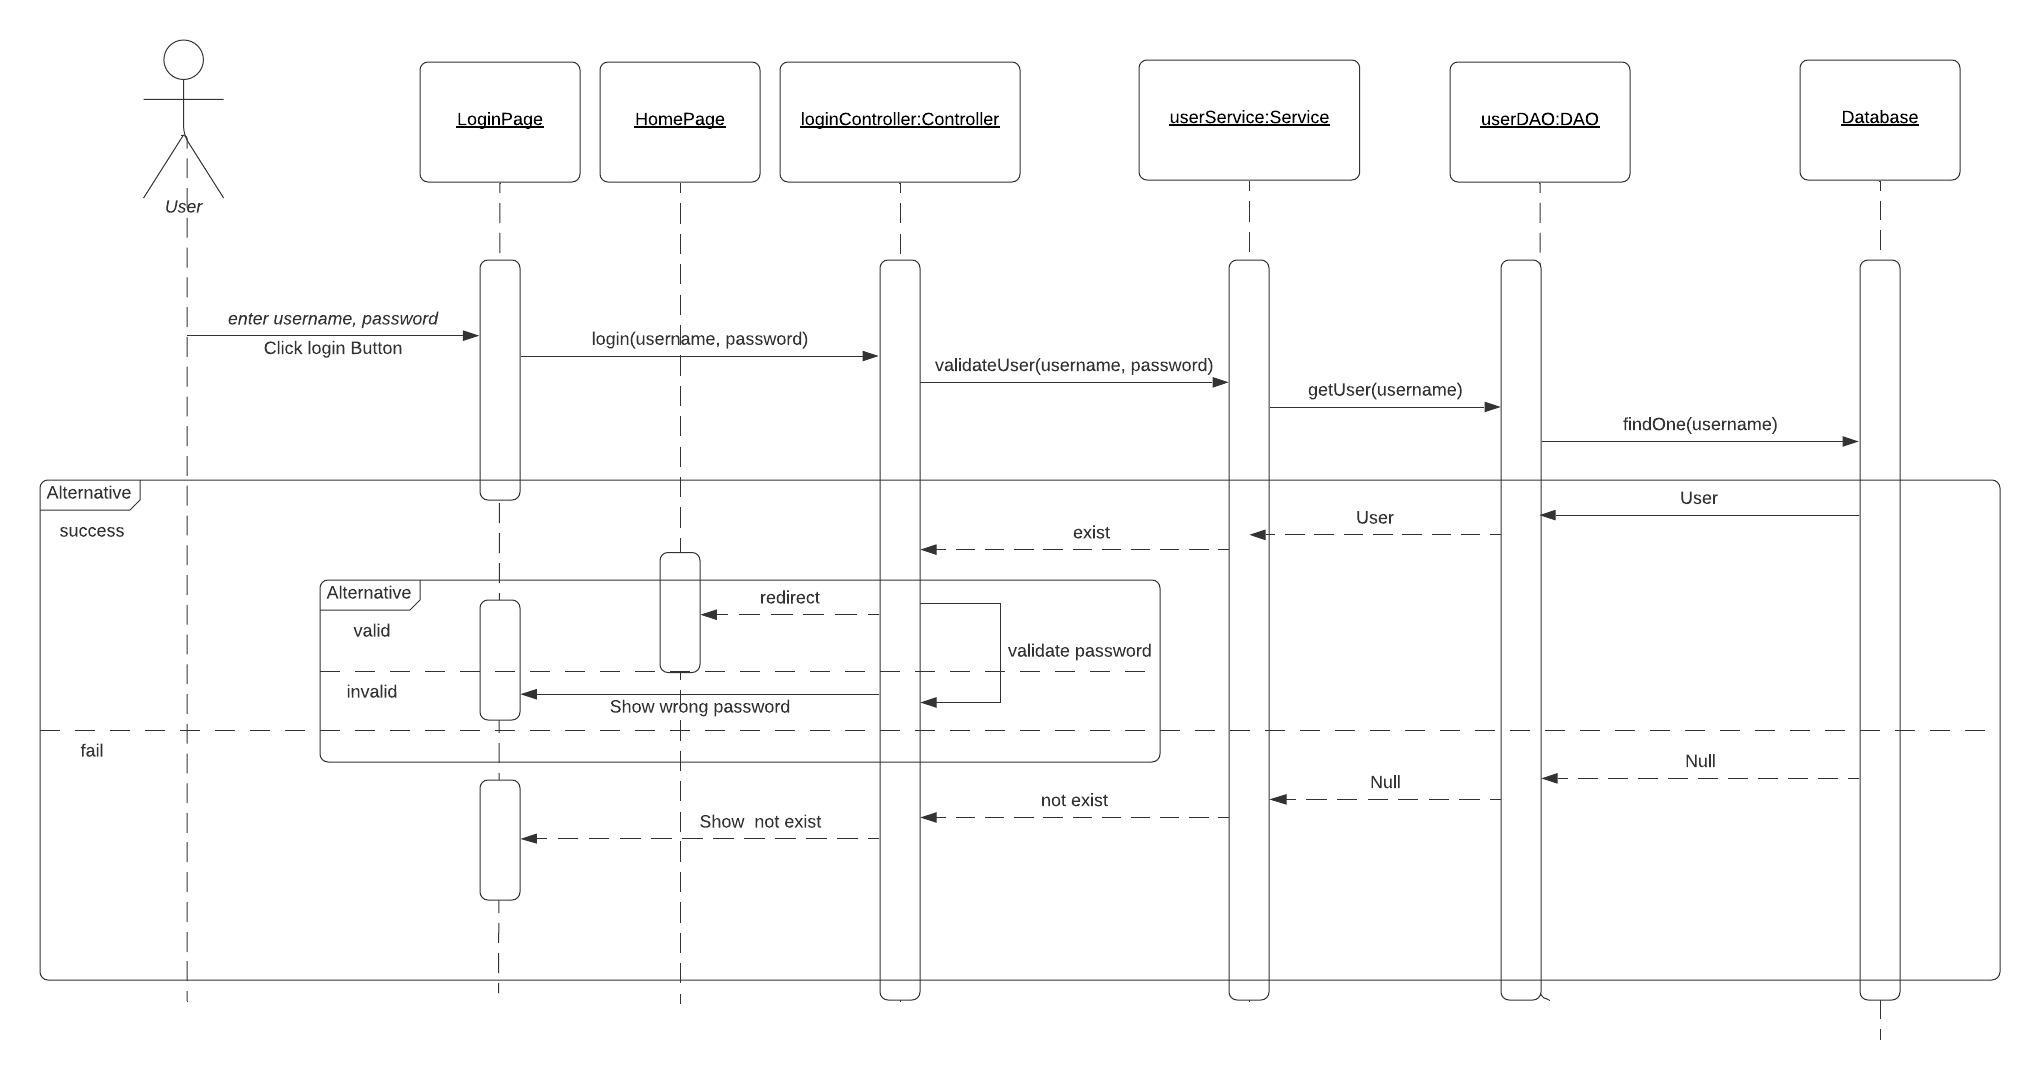 LoginPage
HomePage
loginController:Controller
userService:Service
userDAO:DAO
Database
User
enter username, password
Click login Button
login(username, password)
validateUser(username, password)
getUser(username)
findOne(username)
Alternative
success
User
User
exist
Alternative
valid
redirect
validate password
invalid
Show wrong password
fail
Null
Null
not exist
Show  not exist